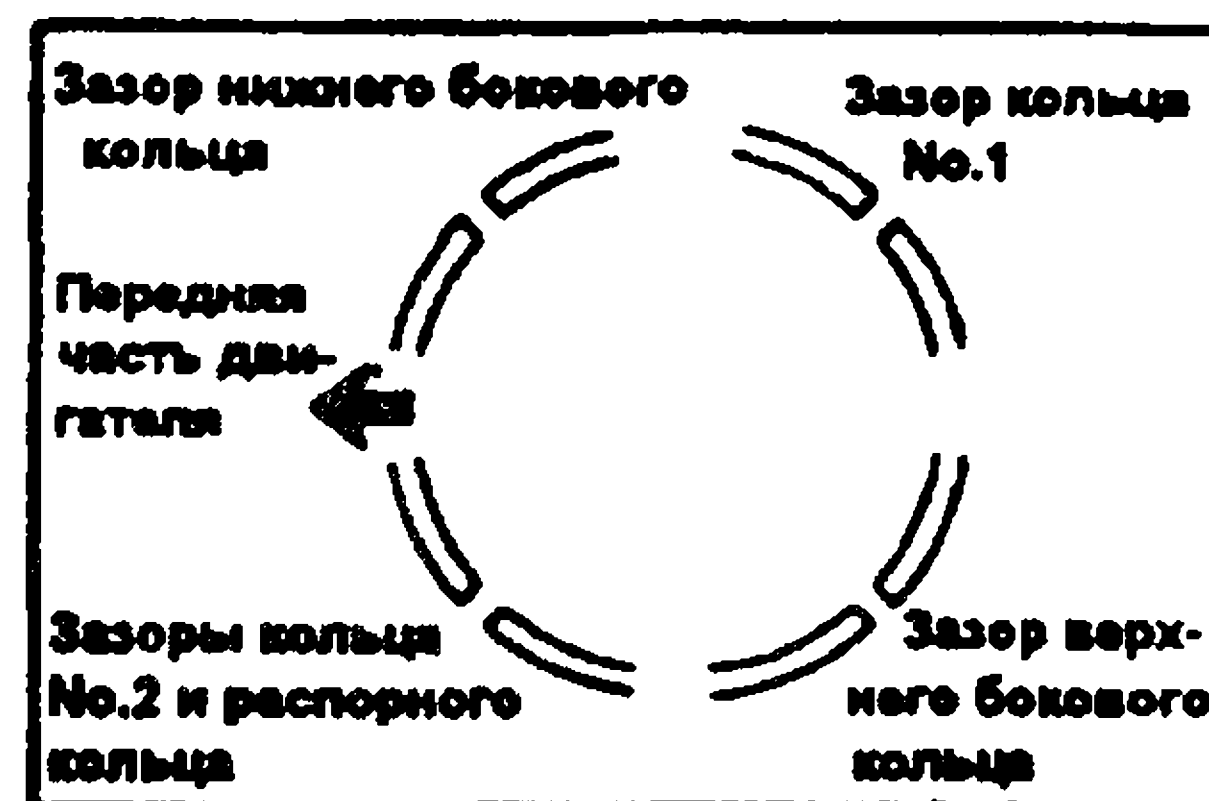 Зазор нижнего бокового
кольца
Зазор кольца
No.1
Передняя
часть дви-
гателя
Зазоры кольца
No.2 и распорного
кольца
Зазор верх-
него бокового
кольца